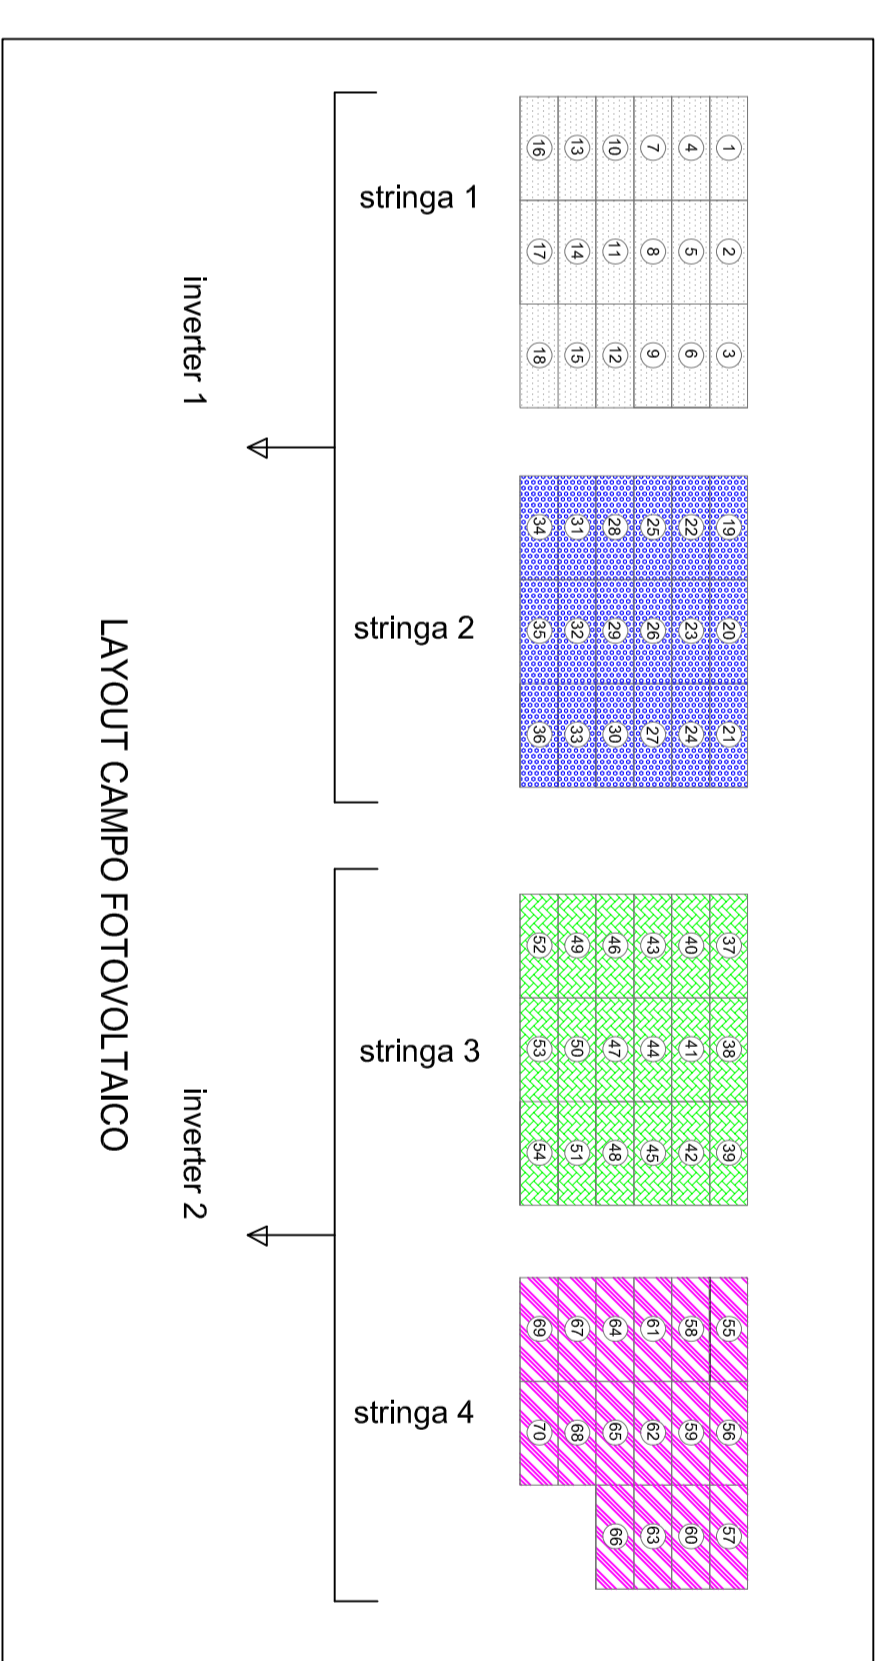 1 2 3
4 5 6
7 8 9
10 11 12
13 14 15
16 17 18
19 20 21
22 23 24
25 26 27
28 29 30
31 32 33
34 35 36
37 38 39
40 41 42
43 44 45
46 47 48
49 50 51
52 53 54
55 56 57
58 59 60
61 62 63
64 65 66
67 68
69 70
stringa 1
stringa 2
stringa 3
stringa 4
inverter 1
inverter 2
LAYOUT CAMPO FOTOVOLTAICO